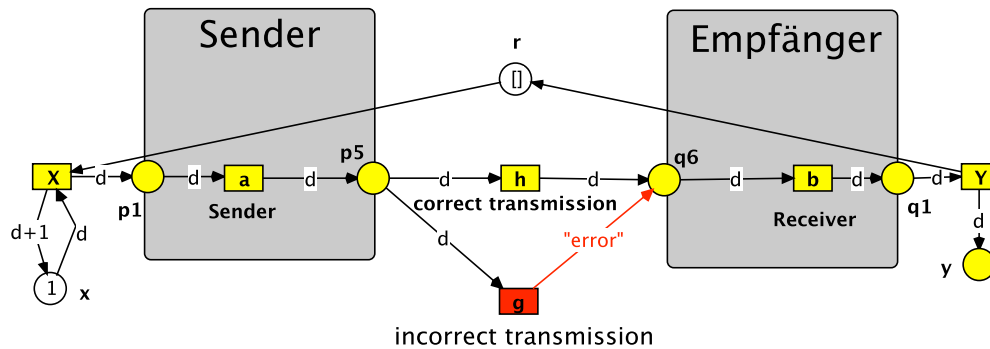 Sender
Empfänger
r
[]
p5
q6
X
d
d
a
d
d
h
d
d
b
d
d
Y
p1
Sender
correct transmission
Receiver
q1
d+1
d
d
"error"
d
1
x
y
g
incorrect transmission